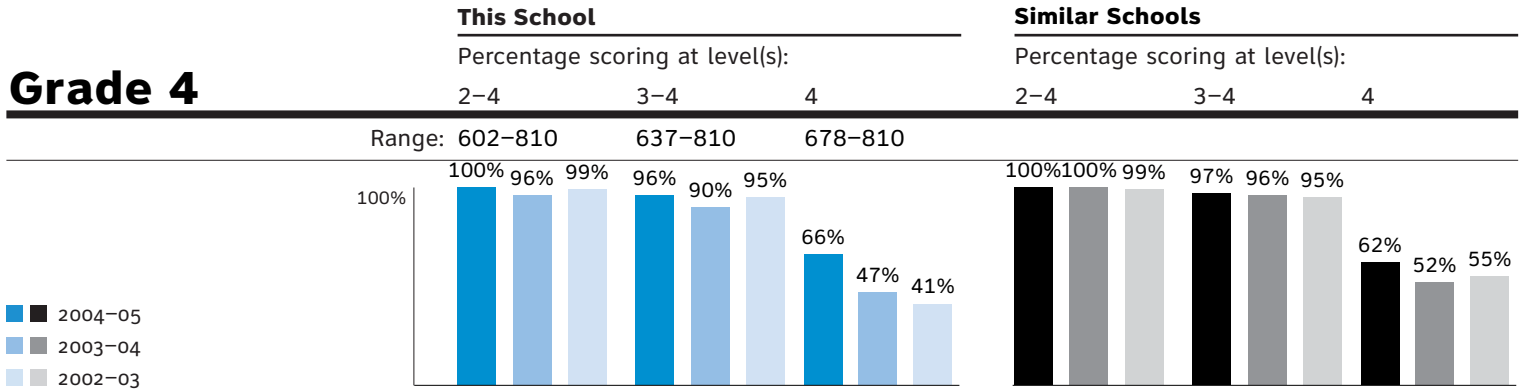 This School Similar Schools
Percentage scoring at level(s): Percentage scoring at level(s):
Grade 4 2–4 3–4 4 2–4 3–4 4
Range: 602–810 637–810 678–810
100% 96% 99% 96% 90% 95% 66% 47% 41% 100% 100% 99% 97% 96% 95% 62% 52% 55%
100%
2004–05
2003–04
2002–03